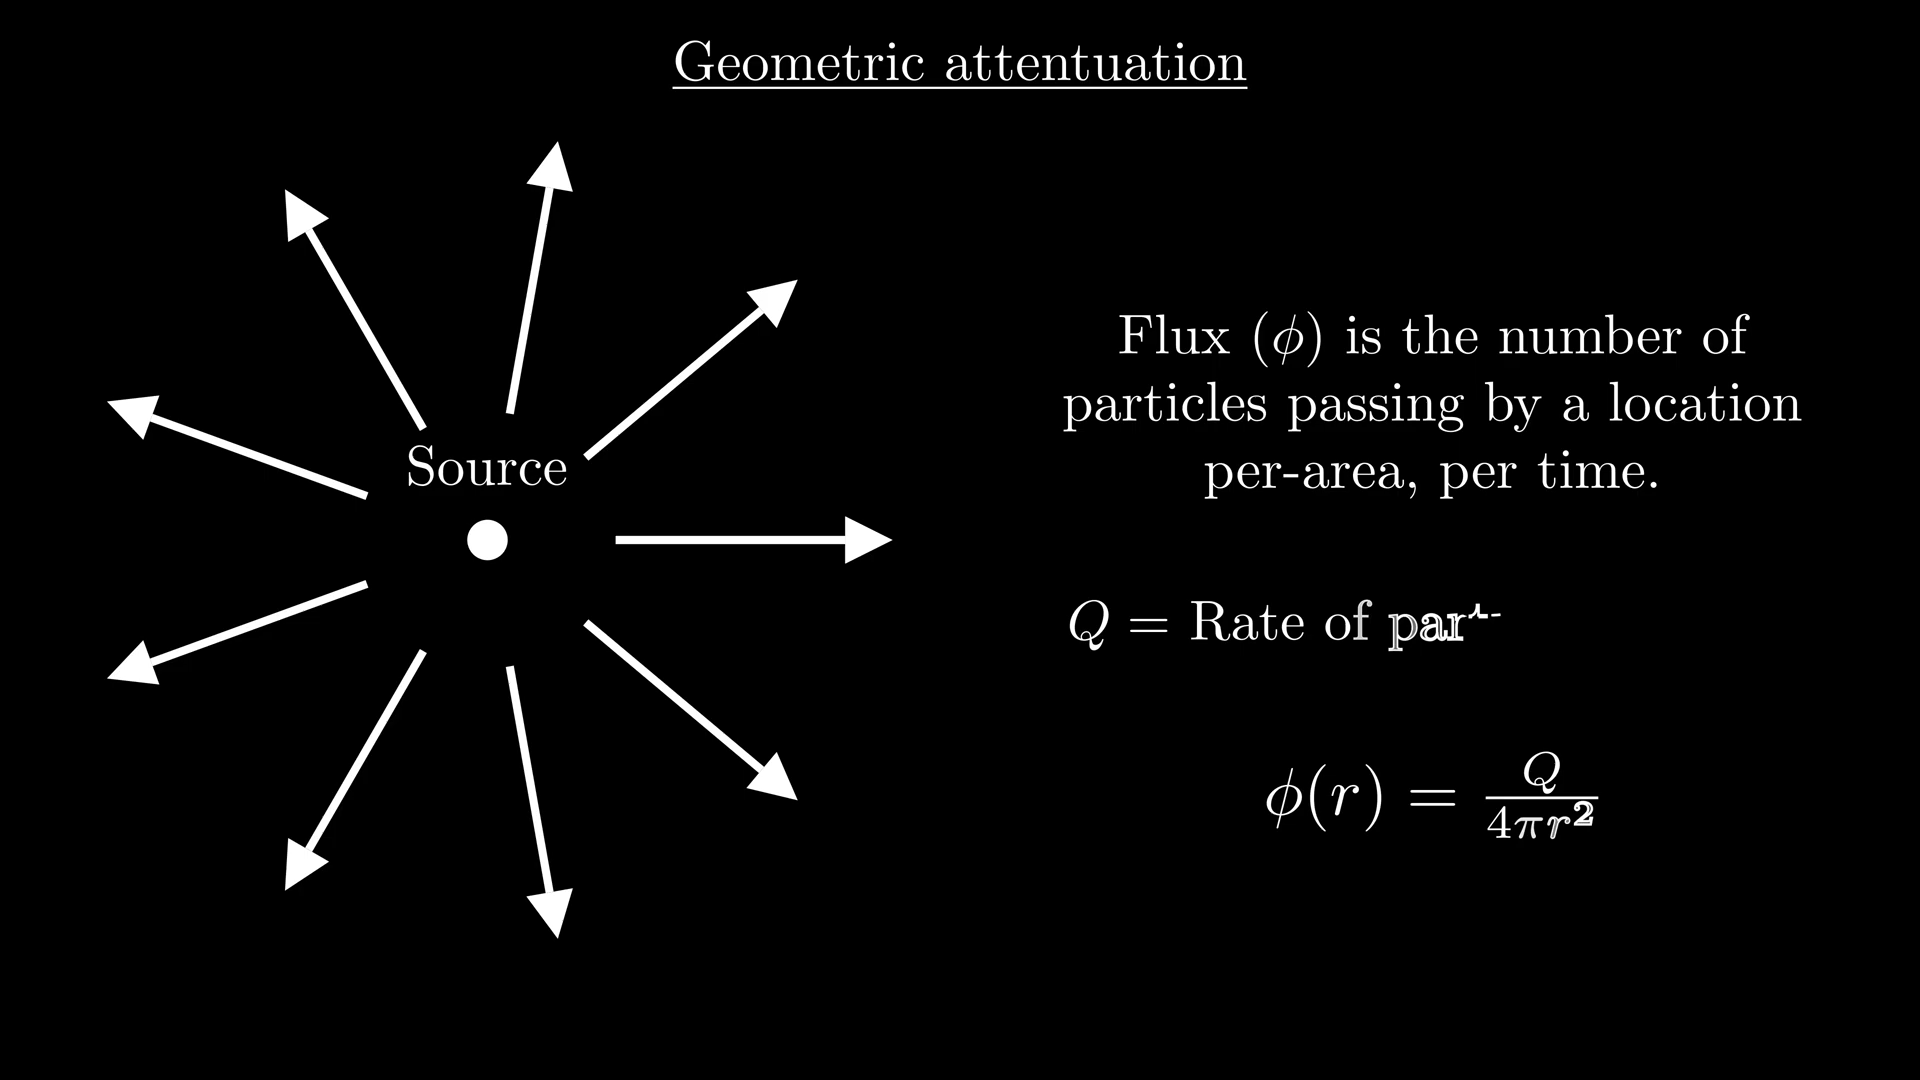 Geometric attentuation
Source
Flux (ϕ) is the number of
particles passing by a location
per-area, per time.
Q = Rate of
ϕ(r) = Q / 4πr²